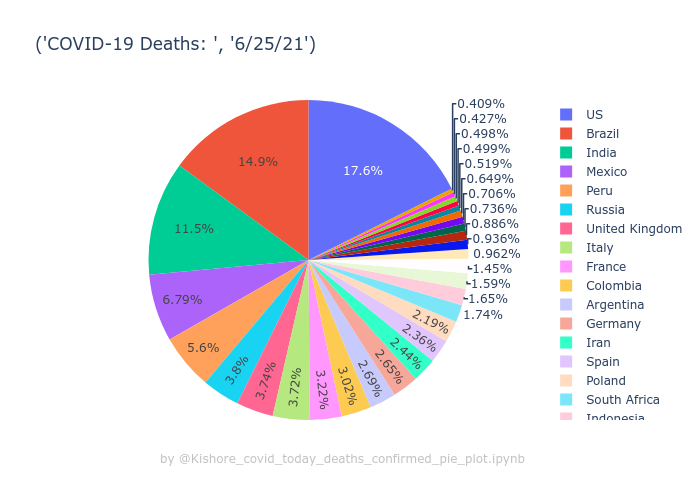 ('COVID-19 Deaths: ', '6/25/21')
0.409%
0.427%
0.498%
0.499%
0.519%
0.649%
0.706%
0.736%
0.886%
0.936%
0.962%
1.45%
1.59%
1.65%
1.74%
2.19%
2.36%
2.44%
2.65%
2.69%
3.02%
3.22%
3.72%
3.74%
3.8%
5.6%
6.79%
11.5%
14.9%
17.6%
US
Brazil
India
Mexico
Peru
Russia
United Kingdom
Italy
France
Colombia
Argentina
Germany
Iran
Spain
Poland
South Africa
Indonesia
by @Kishore_covid_today_deaths_confirmed_pie_plot.ipynb